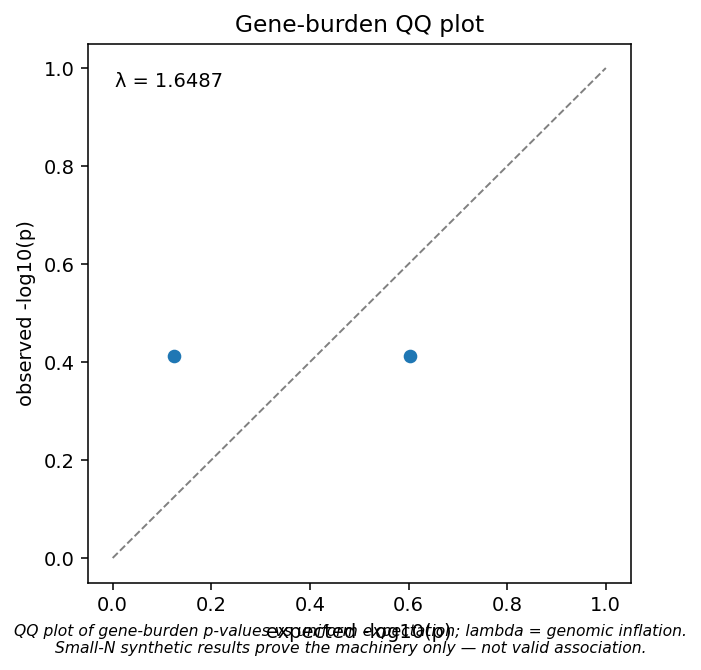 Gene-burden QQ plot
λ = 1.6487
1.0
0.8
0.6
0.4
0.2
0.0
observed -log10(p)
0.0 0.2 0.4 0.6 0.8 1.0
expected -log10(p)
QQ plot of gene-burden p-values vs uniform expectation; lambda = genomic inflation.
Small-N synthetic results prove the machinery only — not valid association.